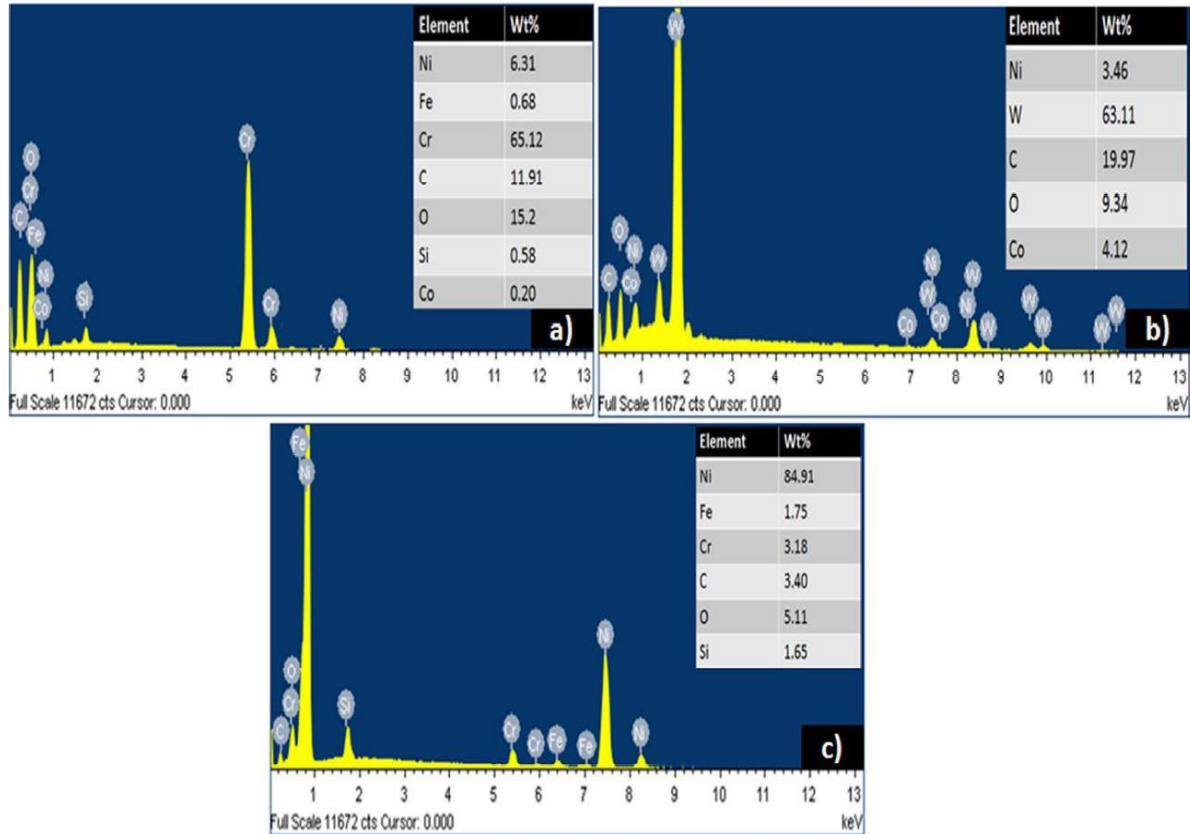 Element Wt%
Ni 6.31
Fe 0.68
Cr 65.12
C 11.91
O 15.2
Si 0.58
Co 0.20
O
Cr
C
Fe
Ni
Co
Si
Cr
Cr
Ni
a)
1 2 3 4 5 6 7 8 9 10 11 12 13
Full Scale 11672 cts Cursor: 0.000 keV
Element Wt%
Ni 3.46
W 63.11
C 19.97
O 9.34
Co 4.12
W
O
Ni
C
Co
W
Ni
W
Co
Co
W
Ni
W
W
W
W
W
b)
1 2 3 4 5 6 7 8 9 10 11 12 13
Full Scale 11672 cts Cursor: 0.000 keV
Element Wt%
Ni 84.91
Fe 1.75
Cr 3.18
C 3.40
O 5.11
Si 1.65
Fe
Ni
O
Cr
C
Si
Cr
Cr
Fe
Fe
Ni
Ni
c)
1 2 3 4 5 6 7 8 9 10 11 12 13
Full Scale 11672 cts Cursor: 0.000 keV